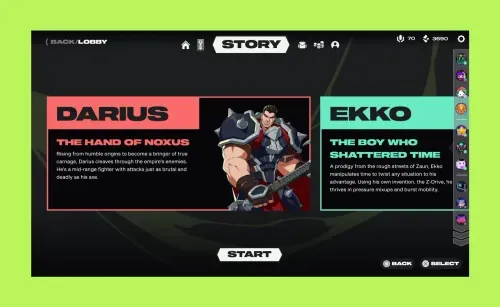 BACK/LOBBY
STORY
70
3690
DARIUS
THE HAND OF NOXUS
Rising from humble origins to become a bringer of true
carnage, Darius cleaves through the empire's enemies.
He's a mid-range fighter with attacks just as brutal and
deadly as his axe.
EKKO
THE BOY WHO
SHATTERED TIME
A prodigy from the rough streets of Zaun, Ekko
manipulates time to twist any situation to his
advantage. Using his own invention, the Z-Drive, he
thrives in pressure mixups and burst mobility.
START
BACK
SELECT